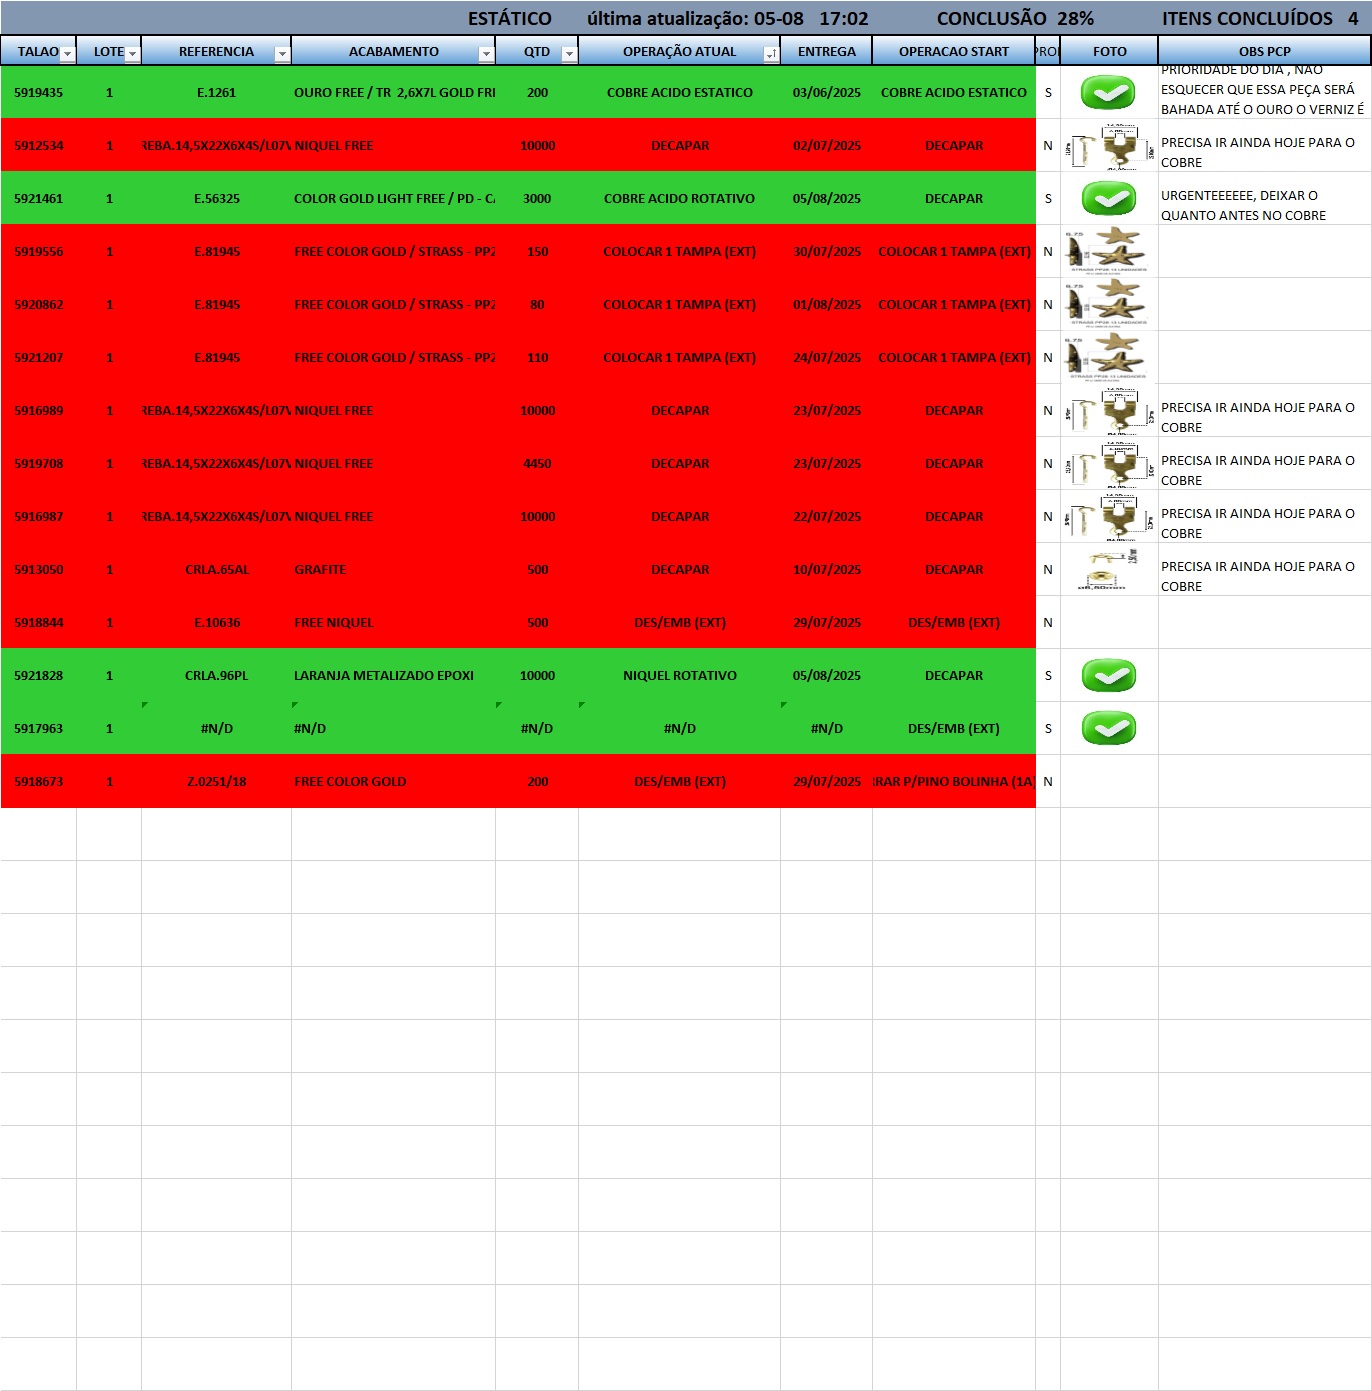 ESTÁTICO última atualização: 05-08 17:02 CONCLUSÃO 28% ITENS CONCLUÍDOS 4
TALAO LOTE REFERENCIA ACABAMENTO QTD OPERAÇÃO ATUAL ENTREGA OPERACAO START PROI FOTO OBS PCP
5919435 1 E.1261 OURO FREE / TR 2,6X7L GOLD FRI 200 COBRE ACIDO ESTATICO 03/06/2025 COBRE ACIDO ESTATICO S PRIORIDADE DO DIA , NÃO
ESQUECER QUE ESSA PEÇA SERÁ
BAHADA ATÉ O OURO O VERNIZ É
5912534 1 REBA.14,5X22X6X4S/L07V NIQUEL FREE 10000 DECAPAR 02/07/2025 DECAPAR N PRECISA IR AINDA HOJE PARA O
COBRE
5921461 1 E.56325 COLOR GOLD LIGHT FREE / PD - CA 3000 COBRE ACIDO ROTATIVO 05/08/2025 DECAPAR S URGENTEEEEEE, DEIXAR O
QUANTO ANTES NO COBRE
5919556 1 E.81945 FREE COLOR GOLD / STRASS - PP2 150 COLOCAR 1 TAMPA (EXT) 30/07/2025 COLOCAR 1 TAMPA (EXT) N
5920862 1 E.81945 FREE COLOR GOLD / STRASS - PP2 80 COLOCAR 1 TAMPA (EXT) 01/08/2025 COLOCAR 1 TAMPA (EXT) N
5921207 1 E.81945 FREE COLOR GOLD / STRASS - PP2 110 COLOCAR 1 TAMPA (EXT) 24/07/2025 COLOCAR 1 TAMPA (EXT) N
5916989 1 REBA.14,5X22X6X4S/L07V NIQUEL FREE 10000 DECAPAR 23/07/2025 DECAPAR N PRECISA IR AINDA HOJE PARA O
COBRE
5919708 1 REBA.14,5X22X6X4S/L07V NIQUEL FREE 4450 DECAPAR 23/07/2025 DECAPAR N PRECISA IR AINDA HOJE PARA O
COBRE
5916987 1 REBA.14,5X22X6X4S/L07V NIQUEL FREE 10000 DECAPAR 22/07/2025 DECAPAR N PRECISA IR AINDA HOJE PARA O
COBRE
5913050 1 CRLA.65AL GRAFITE 500 DECAPAR 10/07/2025 DECAPAR N PRECISA IR AINDA HOJE PARA O
COBRE
5918844 1 E.10636 FREE NIQUEL 500 DES/EMB (EXT) 29/07/2025 DES/EMB (EXT) N
5921828 1 CRLA.96PL LARANJA METALIZADO EPOXI 10000 NIQUEL ROTATIVO 05/08/2025 DECAPAR S
5917963 1 #N/D #N/D #N/D #N/D #N/D DES/EMB (EXT) S
5918673 1 Z.0251/18 FREE COLOR GOLD 200 DES/EMB (EXT) 29/07/2025 RAR P/PINO BOLINHA (1A) N